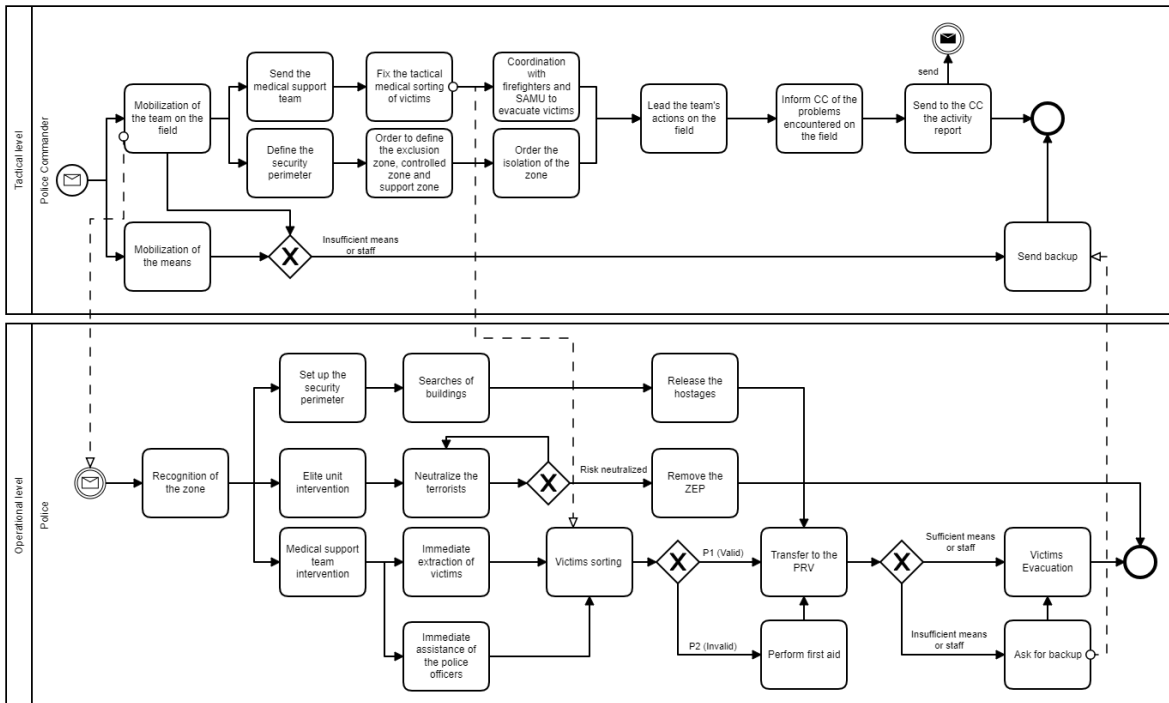 Tactical level
Police Commander
Mobilization of
the team on the
field
Mobilization of
the means
Send the
medical support
team
Define the
security
perimeter
Fix the tactical
medical sorting
of victims
Order to define
the exclusion
zone, controlled
zone and
support zone
Coordination
with
firefighters and
SAMU to
evacuate victims
Order the
isolation of the
zone
Lead the team's
actions on the
field
Inform CC of the
problems
encountered on
the field
Send to the CC
the activity
report
send
Insufficient means
or staff
Send backup
Operational level
Police
Recognition of
the zone
Set up the
security
perimeter
Searches of
buildings
Release the
hostages
Elite unit
intervention
Neutralize the
terrorists
Risk neutralized
Remove the
ZEP
Medical support
team
intervention
Immediate
extraction of
victims
Immediate
assistance of
the police
officers
Victims sorting
P1 (Valid)
P2 (Invalid)
Transfer to the
PRV
Perform first aid
Sufficient means
or staff
Insufficient means
or staff
Victims
Evacuation
Ask for backup